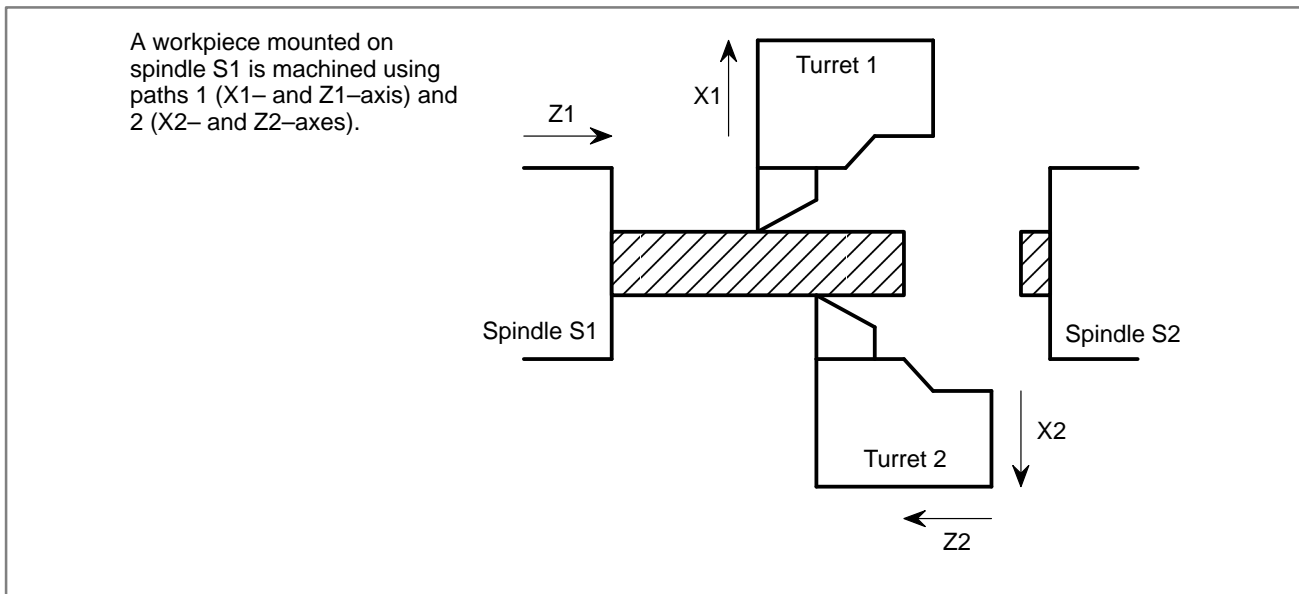 A workpiece mounted on
spindle S1 is machined using
paths 1 (X1– and Z1–axis) and
2 (X2– and Z2–axes).
Turret 1
X1
Z1
Spindle S1
Spindle S2
X2
Turret 2
Z2